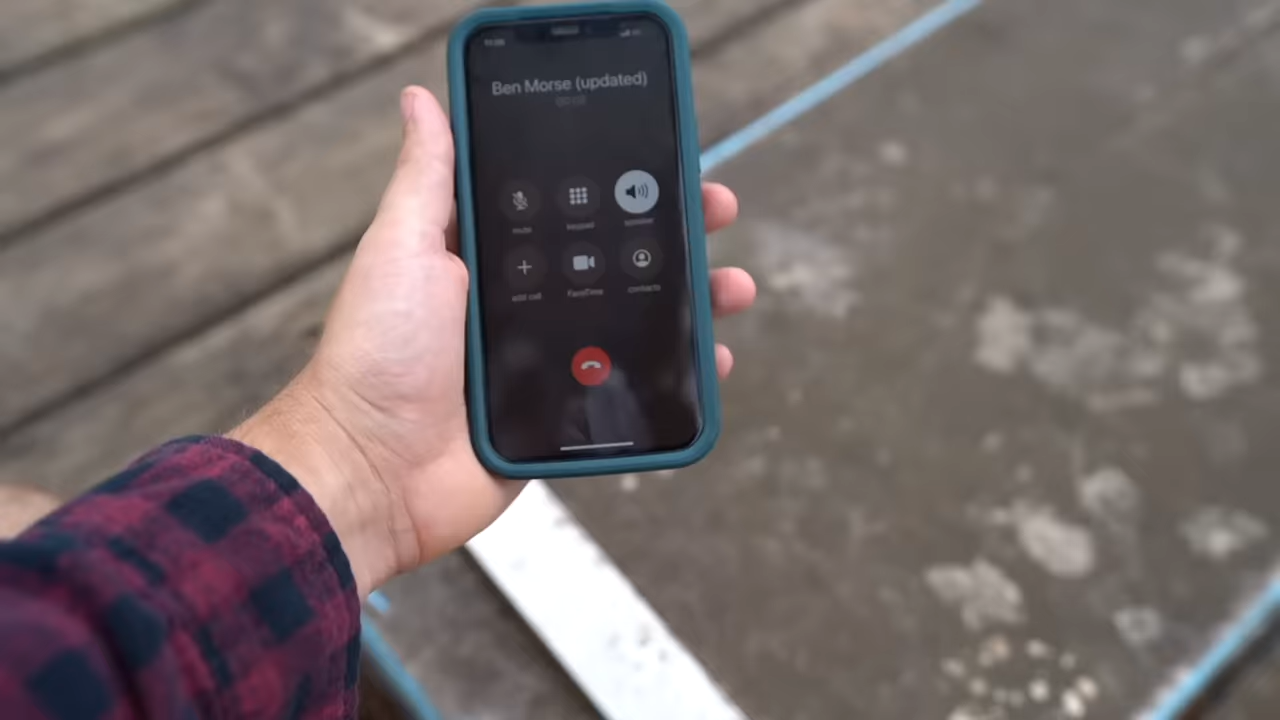 Ben Morse (updated)
mute
keypad
speaker
add call
FaceTime
contacts